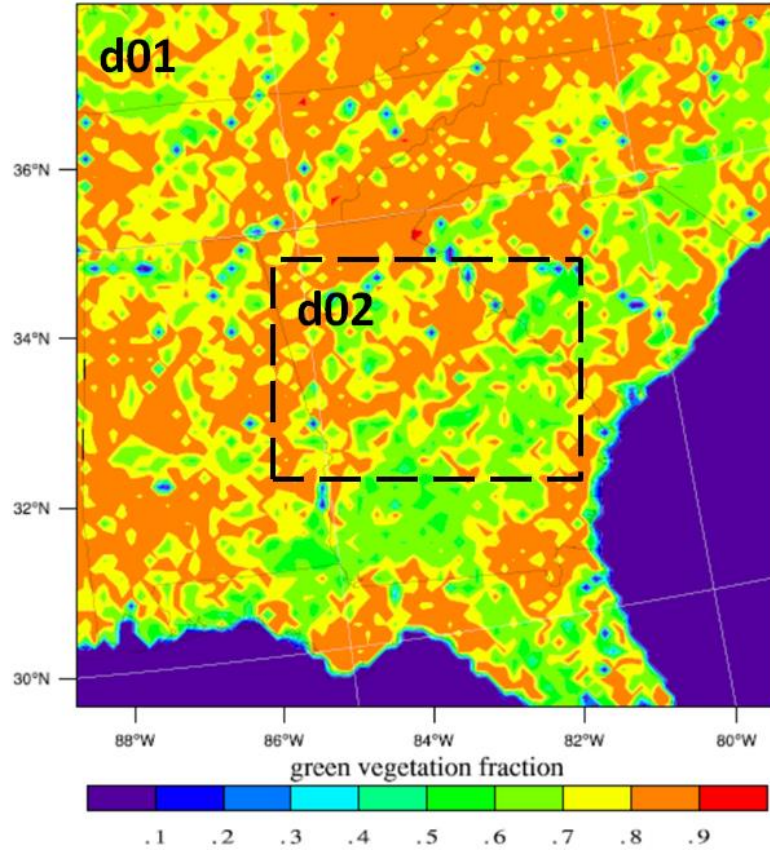 d01
36°N
d02
34°N
32°N
30°N
88°W 86°W 84°W 82°W 80°W
green vegetation fraction
.1 .2 .3 .4 .5 .6 .7 .8 .9